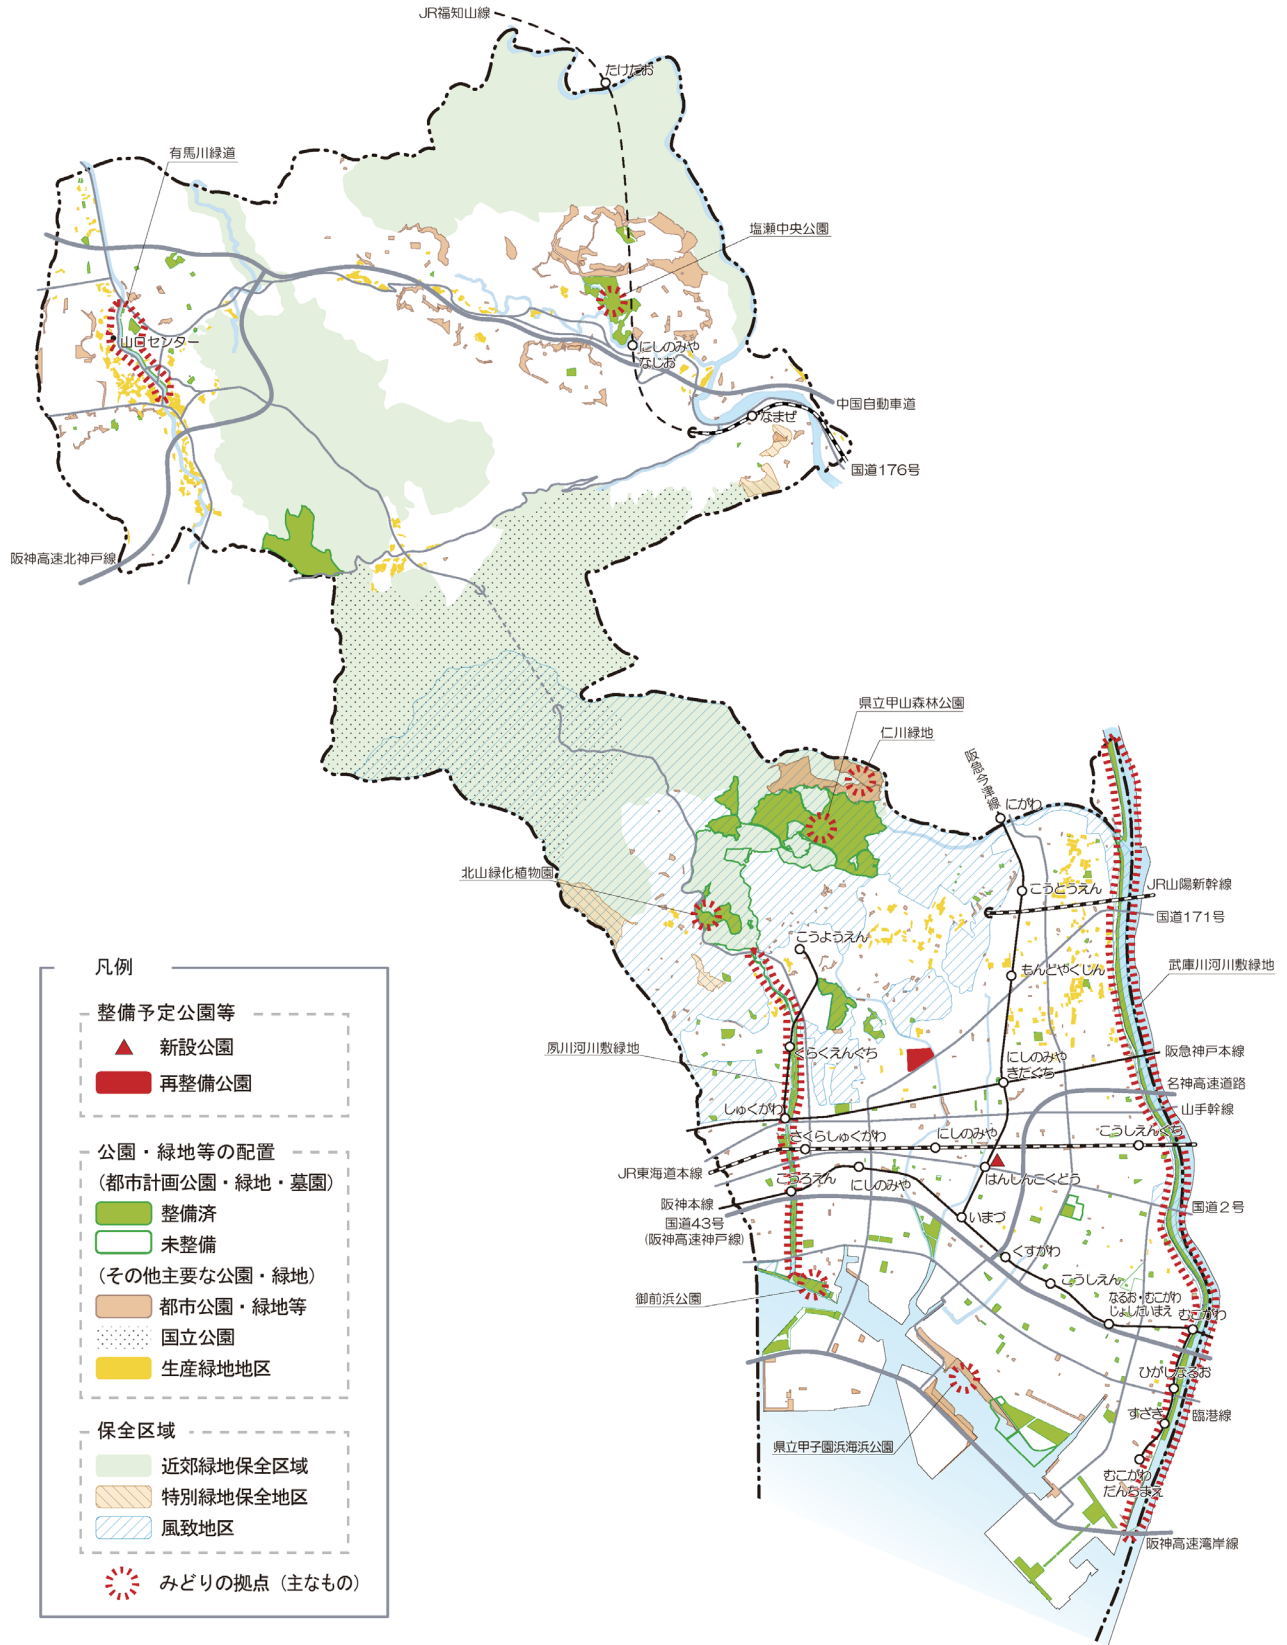 JR福知山線
たけだお
有馬川緑道
塩瀬中央公園
山口センター
にしのみや
なじお
中国自動車道
なまぜ
国道176号
阪神高速北神戸線
県立甲山森林公園
仁川緑地
阪急今津線
にがわ
北山緑化植物園
こうとうえん
JR山陽新幹線
国道171号
こうようえん
もんどやくじん
武庫川河川敷緑地
夙川河川敷緑地
くらくえんぐち
にしのみや
きたぐち
阪急神戸本線
名神高速道路
山手幹線
しゅくがわ
さくらしゅくがわ
にしのみや
こうしえんぐち
JR東海道本線
こうろえん
にしのみや
はんしんこくどう
阪神本線
国道43号
(阪神高速神戸線)
いまづ
国道2号
くすがわ
こうしえん
御前浜公園
なるお・むこがわ
じょしだいまえ
むこがわ
ひがしなるお
すざき
臨港線
県立甲子園浜海浜公園
むこがわ
だんちまえ
阪神高速湾岸線
凡例
整備予定公園等
新設公園
再整備公園
公園・緑地等の配置
(都市計画公園・緑地・墓園)
整備済
未整備
(その他主要な公園・緑地)
都市公園・緑地等
国立公園
生産緑地地区
保全区域
近郊緑地保全区域
特別緑地保全地区
風致地区
みどりの拠点(主なもの)